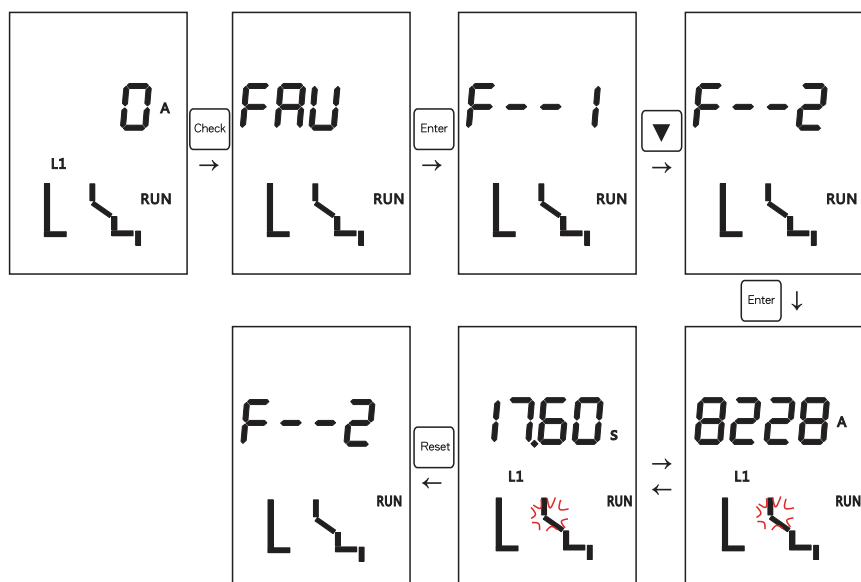 0 A
L1
RUN
Check
FAU
RUN
Enter
F--1
RUN
▼
F--2
RUN
Enter
8228 A
L1
RUN
17.60 s
L1
RUN
Reset
F--2
RUN